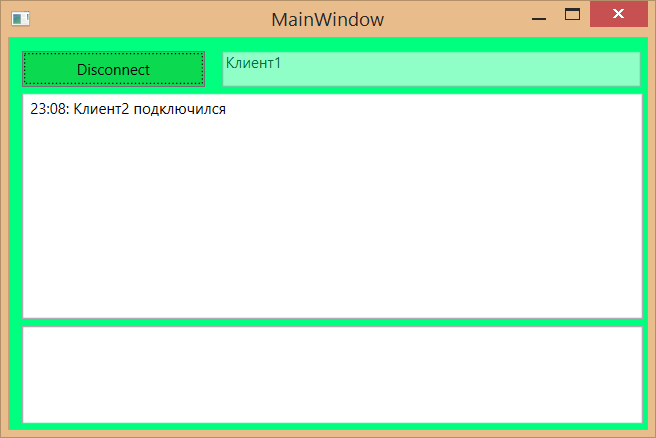 MainWindow
Disconnect
Клиент1
23:08: Клиент2 подключился